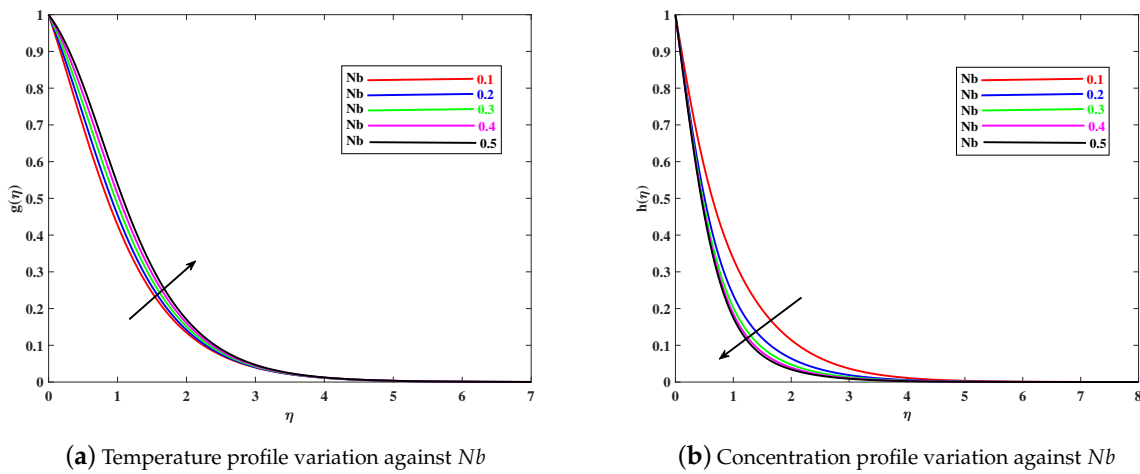 1
0.9
0.8
0.7
0.6
0.5
0.4
0.3
0.2
0.1
0
g(η)
Nb 0.1
Nb 0.2
Nb 0.3
Nb 0.4
Nb 0.5
0 1 2 3 4 5 6 7
η
(a) Temperature profile variation against Nb
1
0.9
0.8
0.7
0.6
0.5
0.4
0.3
0.2
0.1
0
h(η)
Nb 0.1
Nb 0.2
Nb 0.3
Nb 0.4
Nb 0.5
0 1 2 3 4 5 6 7 8
η
(b) Concentration profile variation against Nb